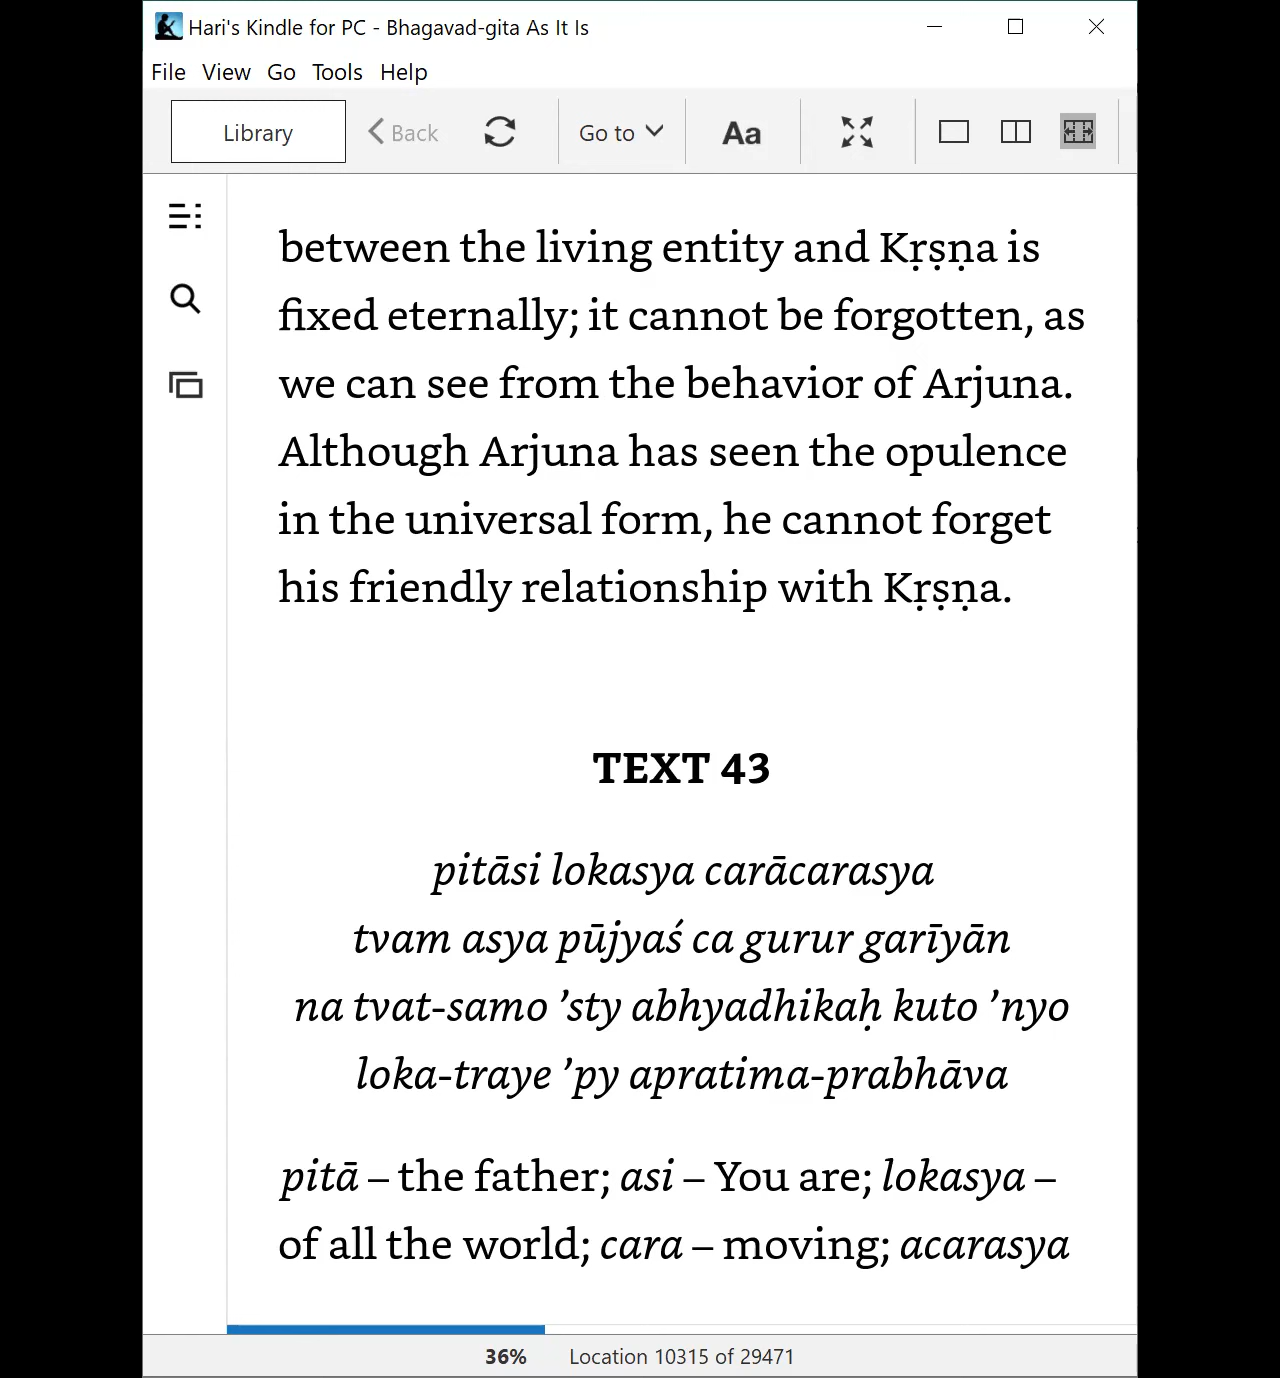 Hari's Kindle for PC - Bhagavad-gita As It Is
File View Go Tools Help
Library Back Go to Aa
between the living entity and Kṛṣṇa is
fixed eternally; it cannot be forgotten, as
we can see from the behavior of Arjuna.
Although Arjuna has seen the opulence
in the universal form, he cannot forget
his friendly relationship with Kṛṣṇa.
TEXT 43
pitāsi lokasya carācarasya
tvam asya pūjyaś ca gurur garīyān
na tvat-samo ’sty abhyadhikaḥ kuto ’nyo
loka-traye ’py apratima-prabhāva
pitā – the father; asi – You are; lokasya –
of all the world; cara – moving; acarasya
36% Location 10315 of 29471